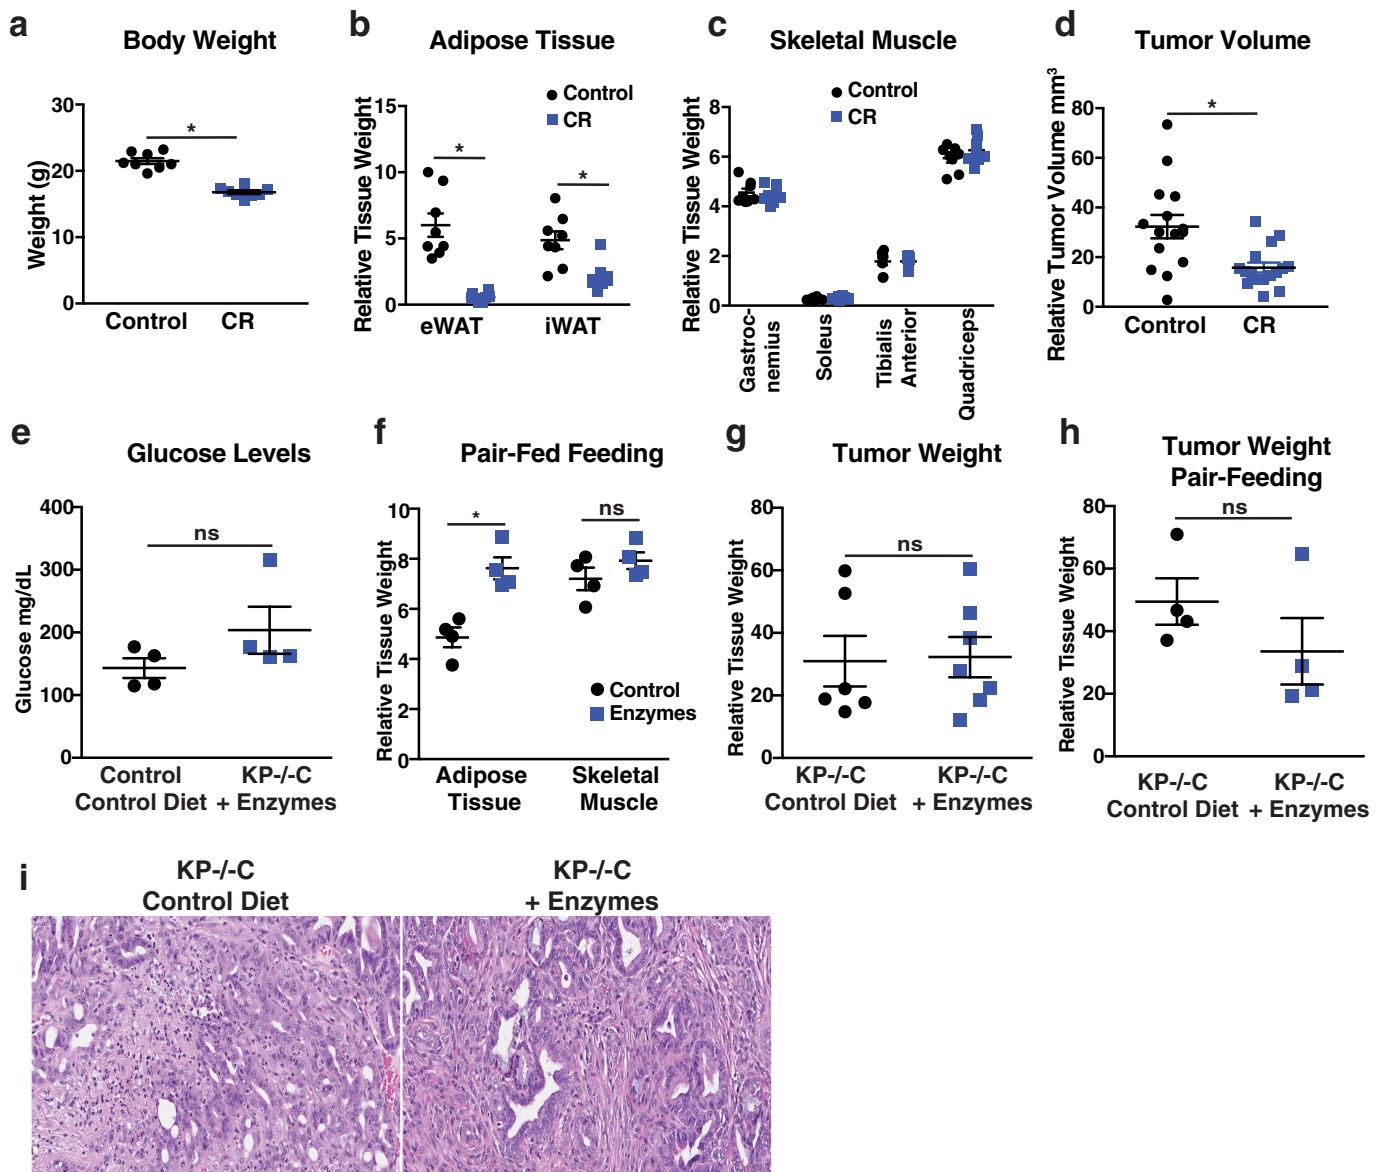 a
Body Weight
Weight (g)
30
20
10
0
*
Control
CR
b
Adipose Tissue
Relative Tissue Weight
15
10
5
0
Control
CR
*
*
eWAT
iWAT
c
Skeletal Muscle
Relative Tissue Weight
8
6
4
2
0
Control
CR
Gastroc-
nemius
Soleus
Tibialis
Anterior
Quadriceps
d
Tumor Volume
Relative Tumor Volume mm³
80
60
40
20
0
*
Control
CR
e
Glucose Levels
Glucose mg/dL
400
300
200
100
0
ns
Control
Control Diet
KP-/-C
+ Enzymes
f
Pair-Fed Feeding
Relative Tissue Weight
10
8
6
4
2
0
*
ns
Control
Enzymes
Adipose
Tissue
Skeletal
Muscle
g
Tumor Weight
Relative Tissue Weight
80
60
40
20
0
ns
KP-/-C
Control Diet
KP-/-C
+ Enzymes
h
Tumor Weight
Pair-Feeding
Relative Tissue Weight
80
60
40
20
0
ns
KP-/-C
Control Diet
KP-/-C
+ Enzymes
i
KP-/-C
Control Diet
KP-/-C
+ Enzymes